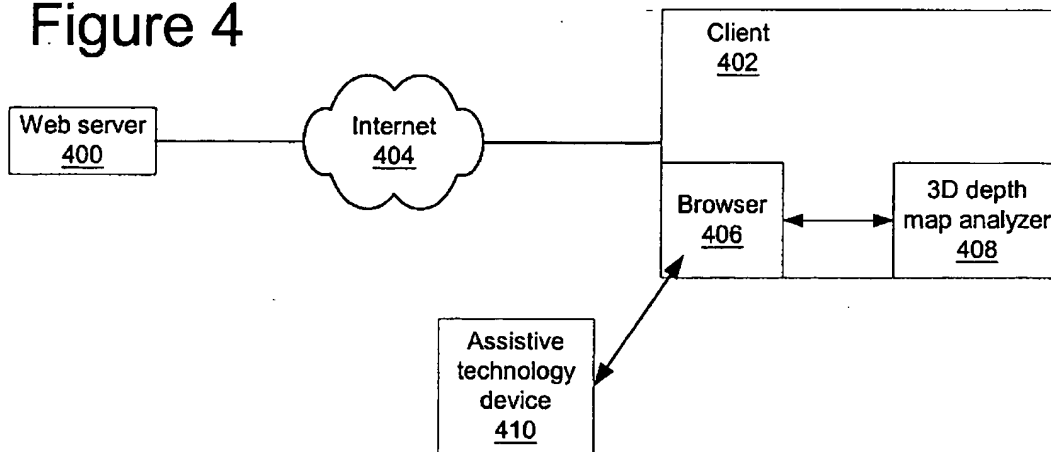 Figure 4
Client
402
Web server
400
Internet
404
Browser
406
3D depth
map analyzer
408
Assistive
technology
device
410